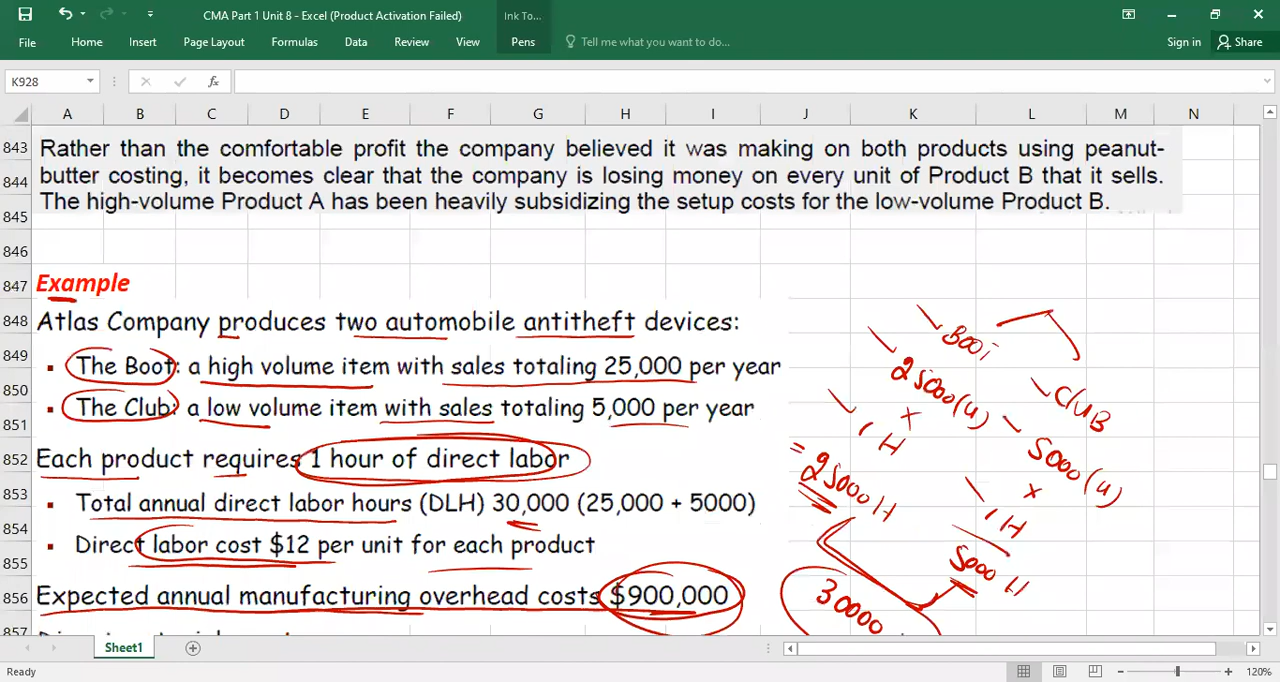 CMA Part 1 Unit 8 - Excel (Product Activation Failed)
Ink To...
File Home Insert Page Layout Formulas Data Review View Pens Tell me what you want to do... Sign in Share
K928 fx
A B C D E F G H I J K L M N
843 Rather than the comfortable profit the company believed it was making on both products using peanut-
844 butter costing, it becomes clear that the company is losing money on every unit of Product B that it sells.
845 The high-volume Product A has been heavily subsidizing the setup costs for the low-volume Product B.
846
847 Example
848 Atlas Company produces two automobile antitheft devices:
849 ▪ The Boot: a high volume item with sales totaling 25,000 per year
850
851 ▪ The Club: a low volume item with sales totaling 5,000 per year
852 Each product requires 1 hour of direct labor
853 ▪ Total annual direct labor hours (DLH) 30,000 (25,000 + 5000)
854
855 ▪ Direct labor cost $12 per unit for each product
856 Expected annual manufacturing overhead costs $900,000
857
Boot
25000(u)
×
1 H
= 25000 H
CluB
5000(u)
×
1 H
5000 H
30000
Sheet1
Ready
120%